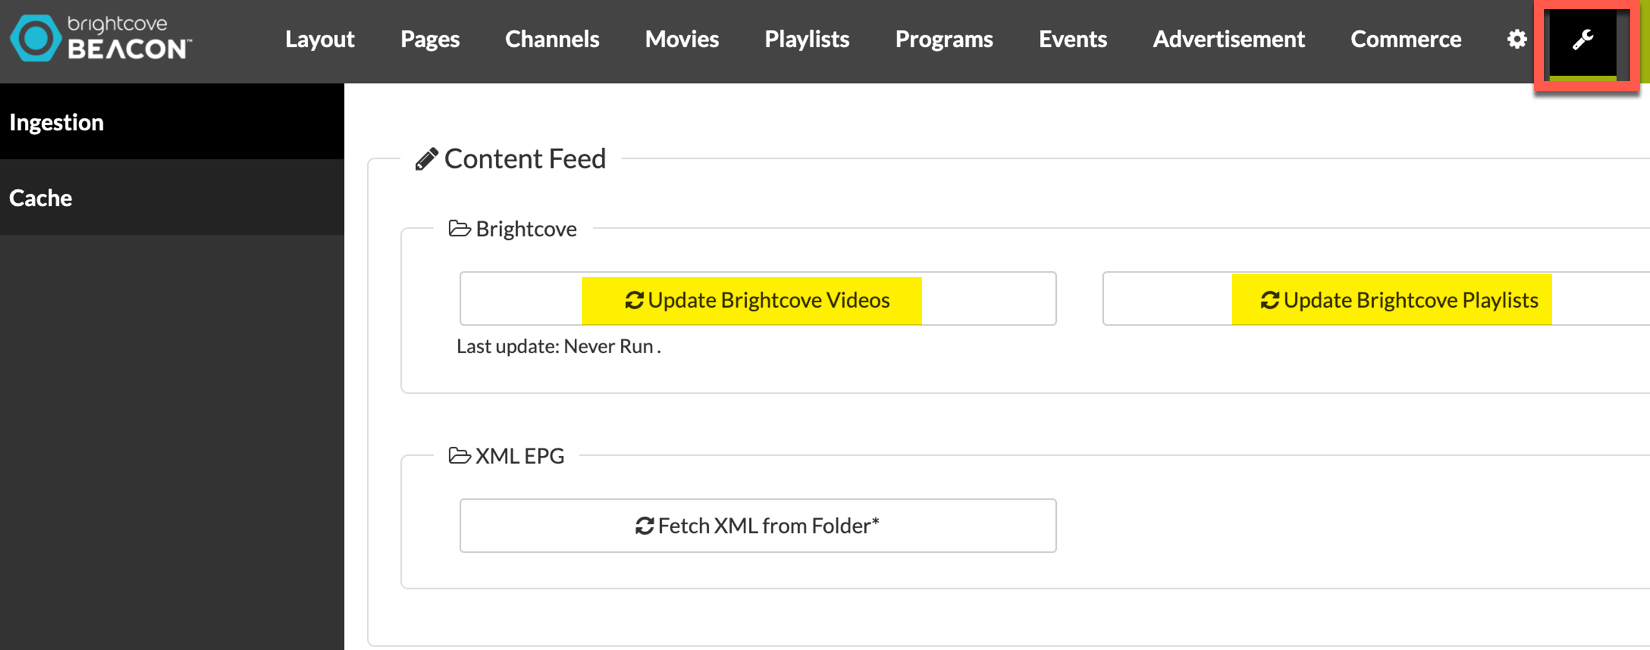 brightcove
BEACON™
Layout Pages Channels Movies Playlists Programs Events Advertisement Commerce
Ingestion
Cache
Content Feed
Brightcove
Update Brightcove Videos
Update Brightcove Playlists
Last update: Never Run .
XML EPG
Fetch XML from Folder*